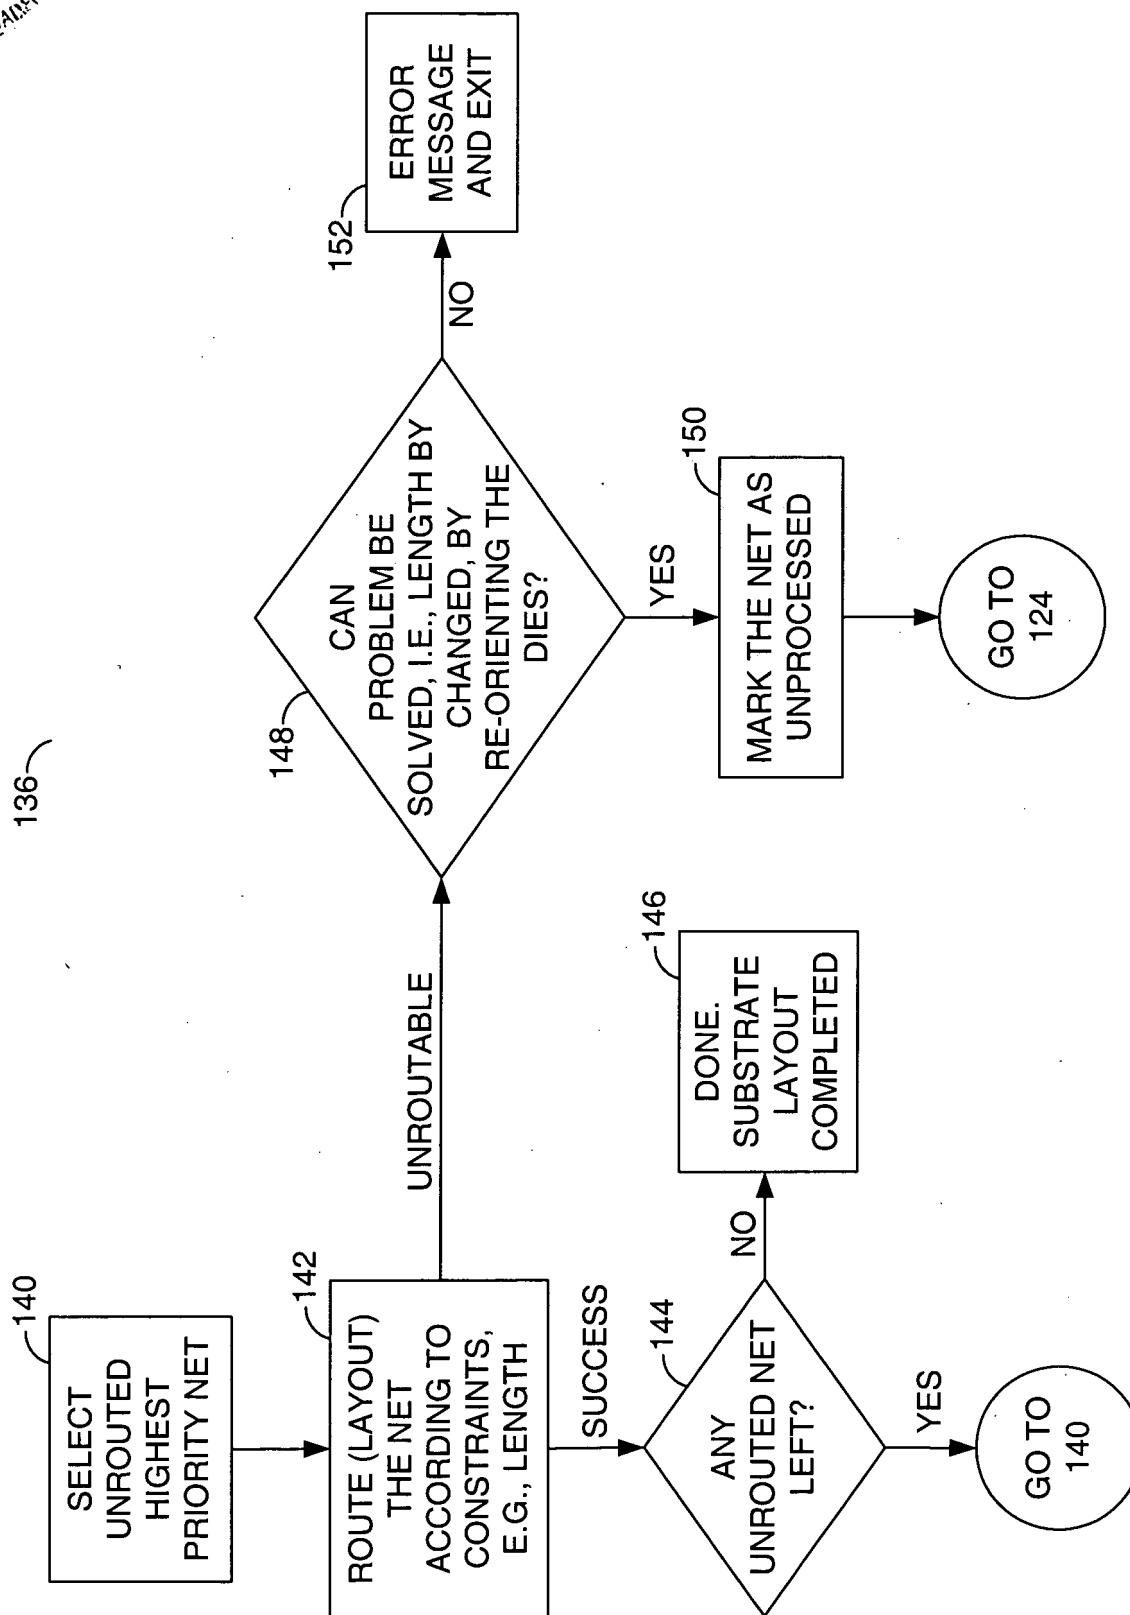 136
140
SELECT
UNROUTED
HIGHEST
PRIORITY NET
142
ROUTE (LAYOUT)
THE NET
ACCORDING TO
CONSTRAINTS,
E.G., LENGTH
UNROUTABLE
SUCCESS
144
ANY
UNROUTED NET
LEFT?
NO
YES
GO TO
140
146
DONE.
SUBSTRATE
LAYOUT
COMPLETED
148
CAN
PROBLEM BE
SOLVED, I.E., LENGTH BY
CHANGED, BY
RE-ORIENTING THE
DIES?
NO
YES
152
ERROR
MESSAGE
AND EXIT
150
MARK THE NET AS
UNPROCESSED
GO TO
124